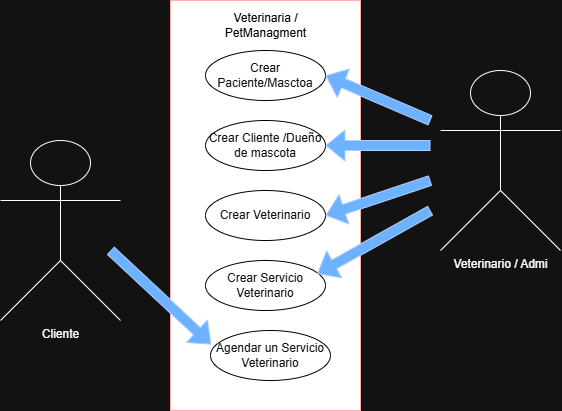 Veterinaria /
PetManagment
Crear
Paciente/Masctoa
Crear Cliente /Dueño
de mascota
Crear Veterinario
Crear Servicio
Veterinario
Agendar un Servicio
Veterinario
Cliente
Veterinario / Admi